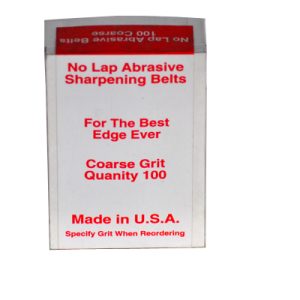 No Lap Abrasive Belts
100 Coarse
No Lap Abrasive
Sharpening Belts
For The Best
Edge Ever
Coarse Grit
Quanity 100
Made in U.S.A.
Specify Grit When Reordering